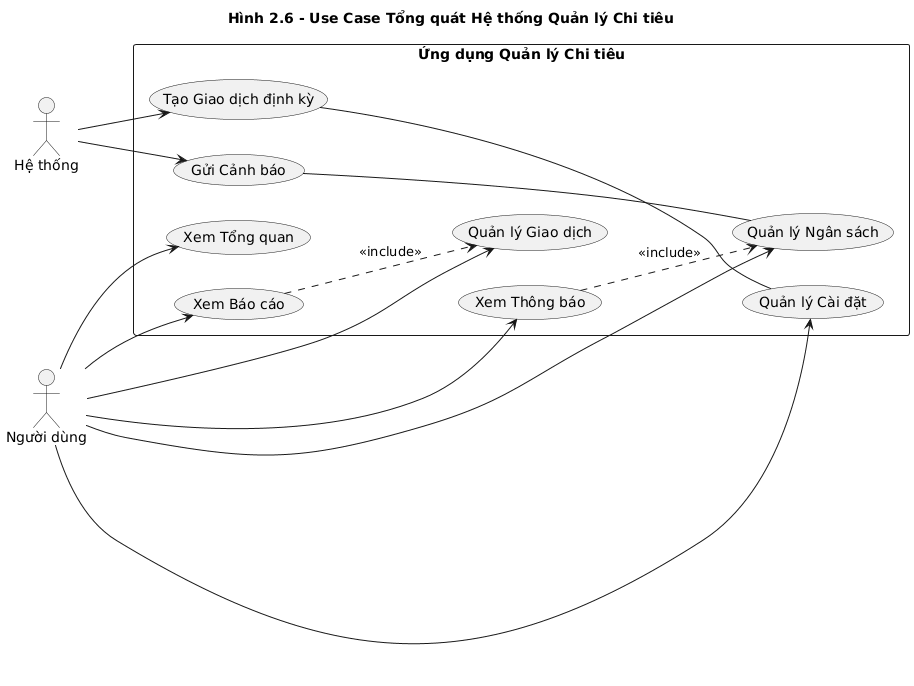 Hình 2.6 - Use Case Tổng quát Hệ thống Quản lý Chi tiêu
Ứng dụng Quản lý Chi tiêu
Tạo Giao dịch định kỳ
Hệ thống
Gửi Cảnh báo
Xem Tổng quan
Quản lý Giao dịch
Quản lý Ngân sách
«include»
«include»
Xem Báo cáo
Xem Thông báo
Quản lý Cài đặt
Người dùng